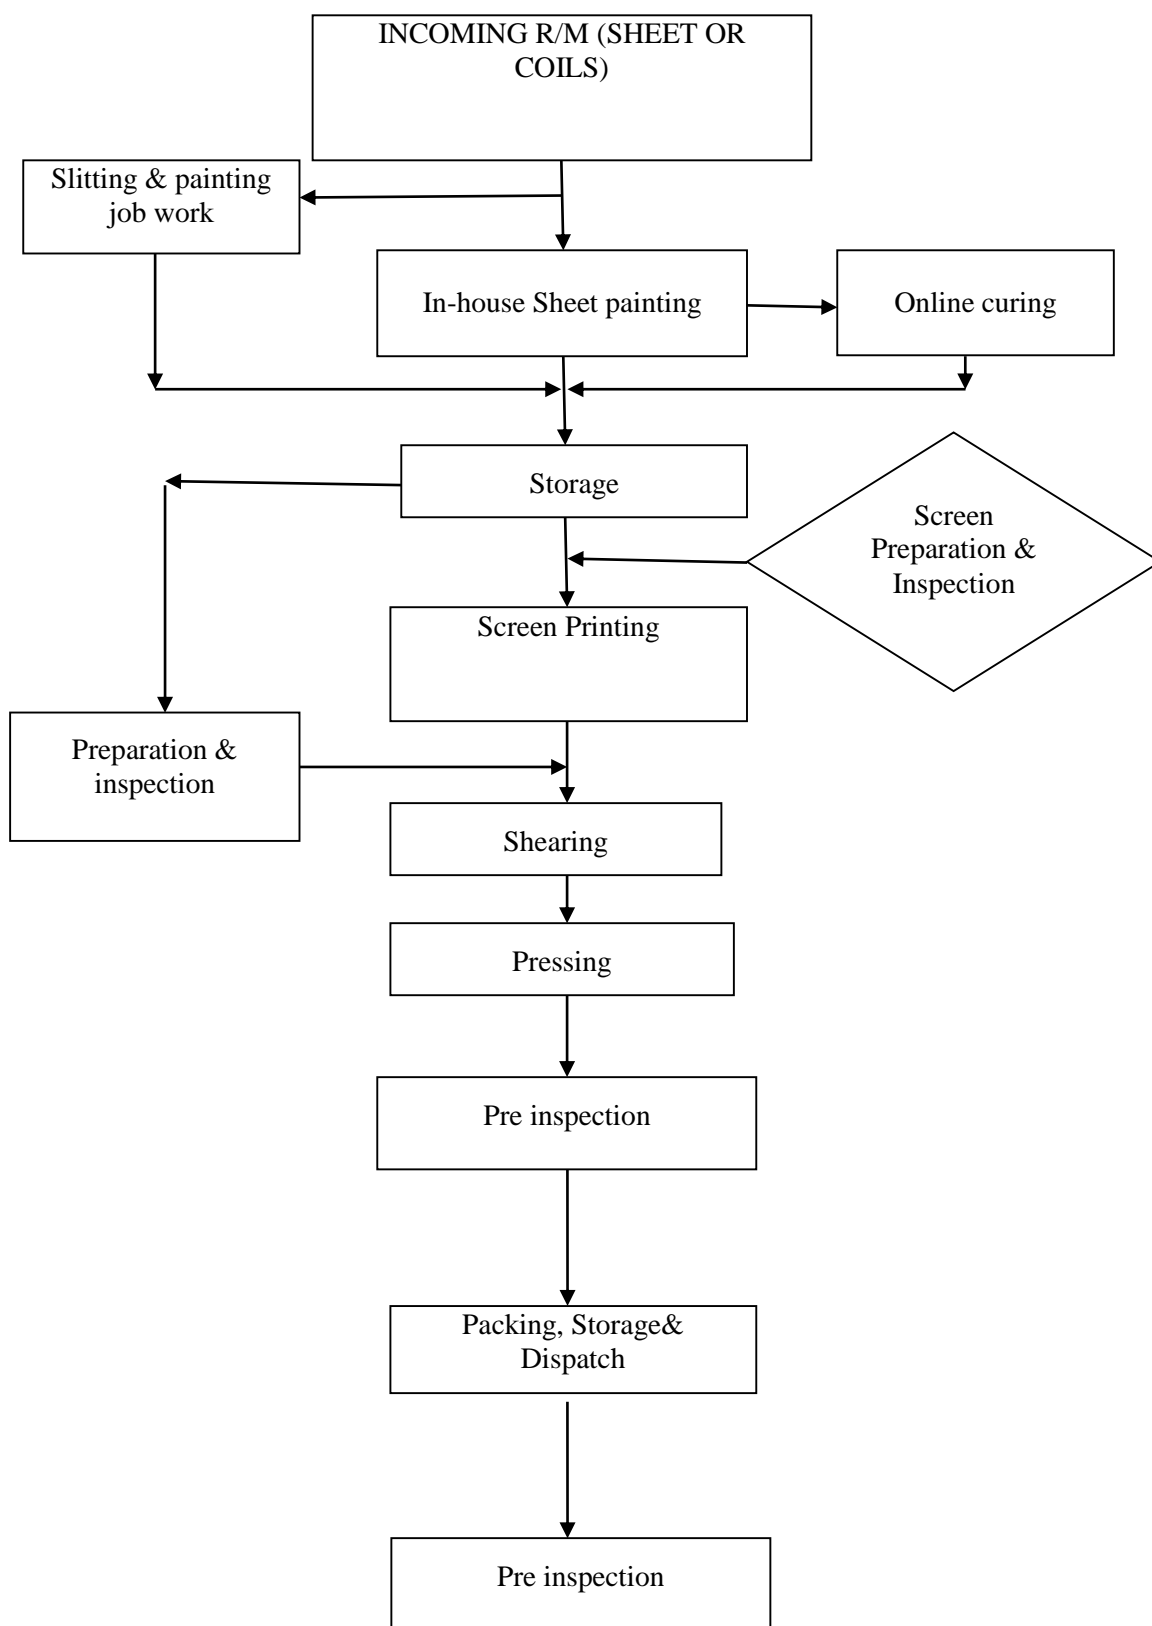 INCOMING R/M (SHEET OR
COILS)
Slitting & painting
job work
In-house Sheet painting
Online curing
Storage
Screen
Preparation &
Inspection
Screen Printing
Preparation &
inspection
Shearing
Pressing
Pre inspection
Packing, Storage&
Dispatch
Pre inspection